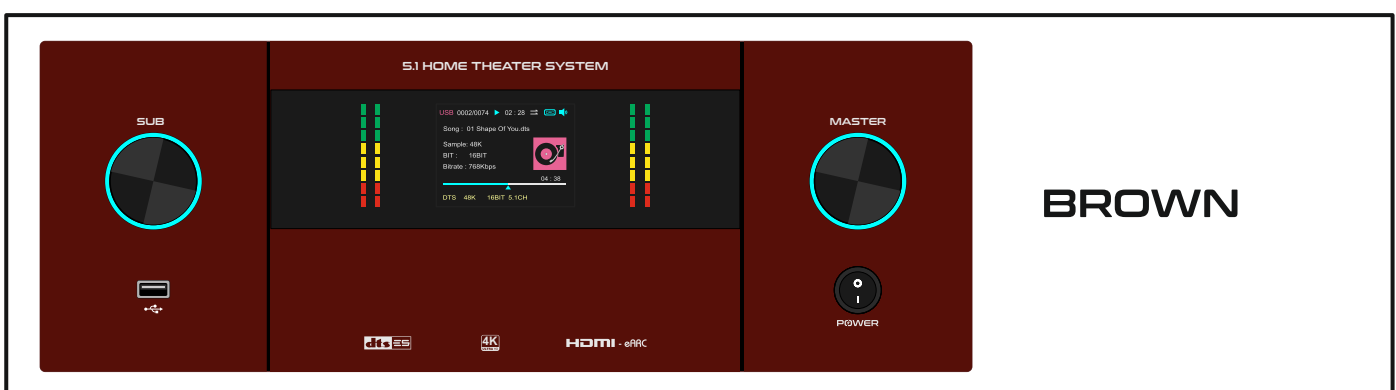 5.1 HOME THEATER SYSTEM
SUB
MASTER
USB 0002/0074 02 : 28
Song : 01 Shape Of You.dts
Sample: 48K
BIT : 16BIT
Bitrate : 768Kbps
04 : 38
DTS 48K 16BIT 5.1CH
BROWN
POWER
dts ES
4K
HDMI - eARC